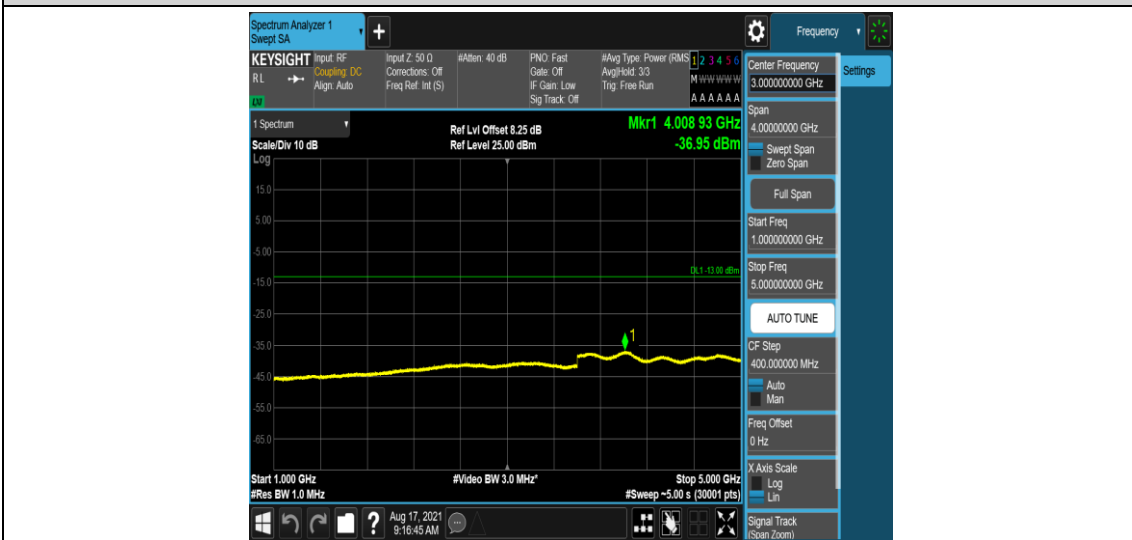 Spectrum Analyzer 1
Swept SA
+
Frequency
KEYSIGHT Input: RF Input Z: 50 Ω #Atten: 40 dB PNO: Fast #Avg Type: Power (RMS 1 2 3 4 5 6
RL Coupling: DC Corrections: Off Gate: Off Avg|Hold: 3/3 M W W W W W
Align: Auto Freq Ref: Int (S) IF Gain: Low Trig: Free Run
LXI Sig Track: Off A A A A A A
Center Frequency
3.000000000 GHz
Settings
1 Spectrum Ref Lvl Offset 8.25 dB Mkr1 4.008 93 GHz
Scale/Div 10 dB Ref Level 25.00 dBm -36.95 dBm
Log
15.0
5.00
-5.00
DL1 -13.00 dBm
-15.0
-25.0
1
-35.0
-45.0
-55.0
-65.0
Start 1.000 GHz #Video BW 3.0 MHz* Stop 5.000 GHz
#Res BW 1.0 MHz #Sweep ~5.00 s (30001 pts)
Span
4.00000000 GHz
Swept Span
Zero Span
Full Span
Start Freq
1.000000000 GHz
Stop Freq
5.000000000 GHz
AUTO TUNE
CF Step
400.000000 MHz
Auto
Man
Freq Offset
0 Hz
X Axis Scale
Log
Lin
Signal Track
(Span Zoom)
? Aug 17, 2021
9:16:45 AM